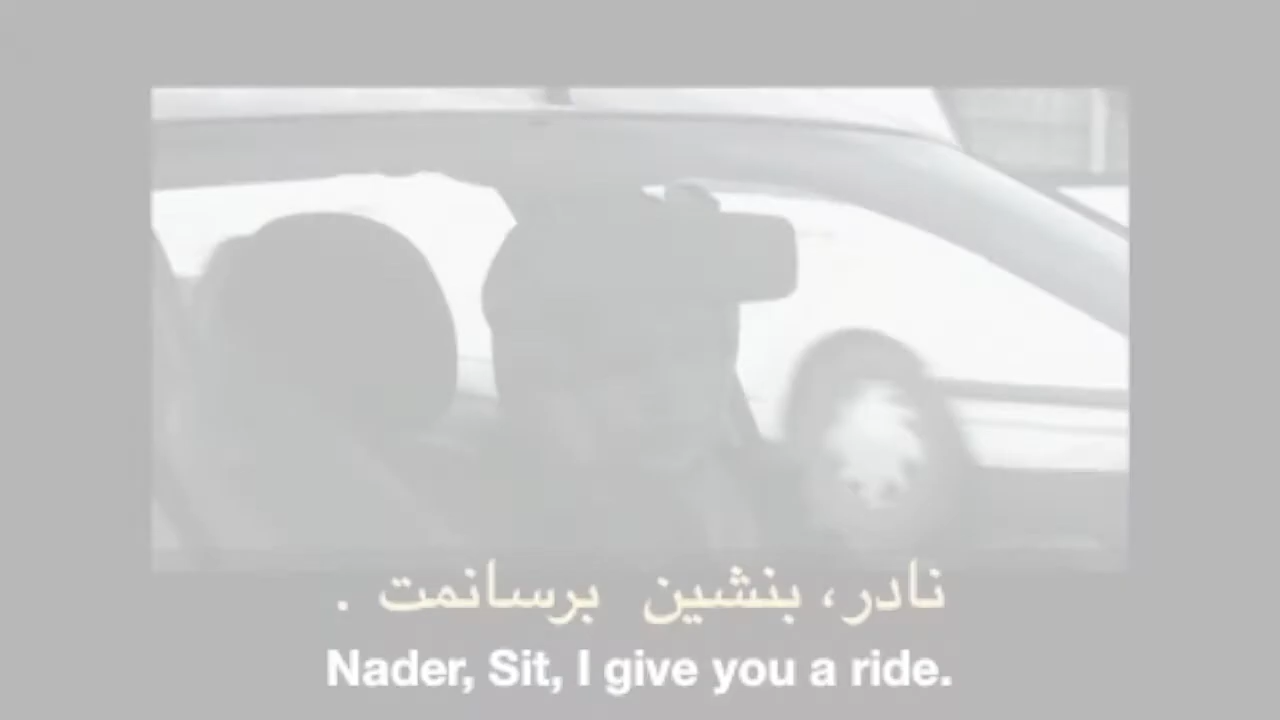 نادر، بنشین برسانمت .
Nader, Sit, I give you a ride.